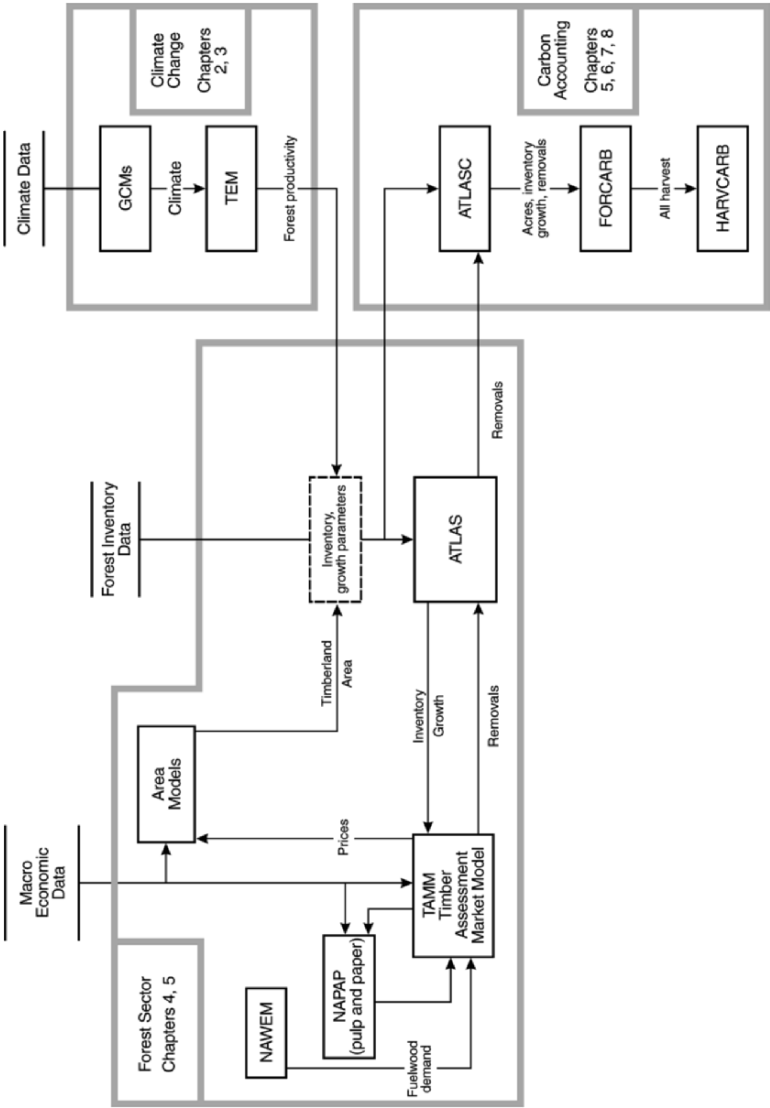 Macro
Economic
Data
Forest Inventory
Data
Climate Data
Forest Sector
Chapters 4, 5
Climate
Change
Chapters
2, 3
NAWEM
Area
Models
GCMs
Climate
TEM
Forest productivity
NAPAP
(pulp and paper)
Prices
Timberland
Area
Inventory,
growth parameters
Fuelwood
demand
TAMM
Timber
Assessment
Market Model
Inventory
Growth
Removals
ATLAS
Removals
ATLASC
Acres, inventory
growth, removals
FORCARB
All harvest
HARVCARB
Carbon
Accounting
Chapters
5, 6, 7, 8